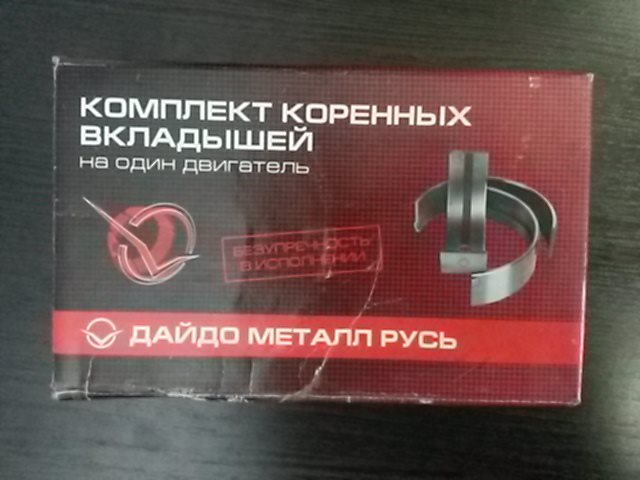 КОМПЛЕКТ КОРЕННЫХ
ВКЛАДЫШЕЙ
на один двигатель
БЕЗУПРЕЧНОСТЬ
В ИСПОЛНЕНИИ
ДАЙДО МЕТАЛЛ РУСЬ